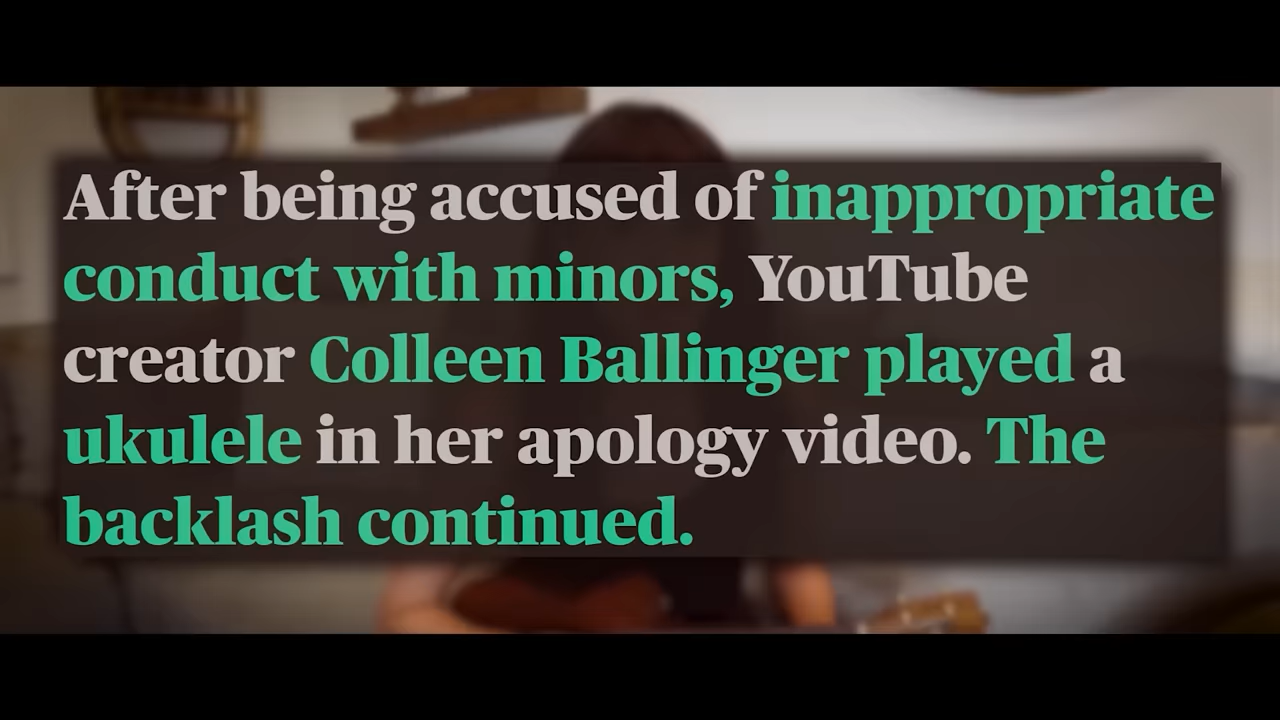 After being accused of inappropriate
conduct with minors, YouTube
creator Colleen Ballinger played a
ukulele in her apology video. The
backlash continued.